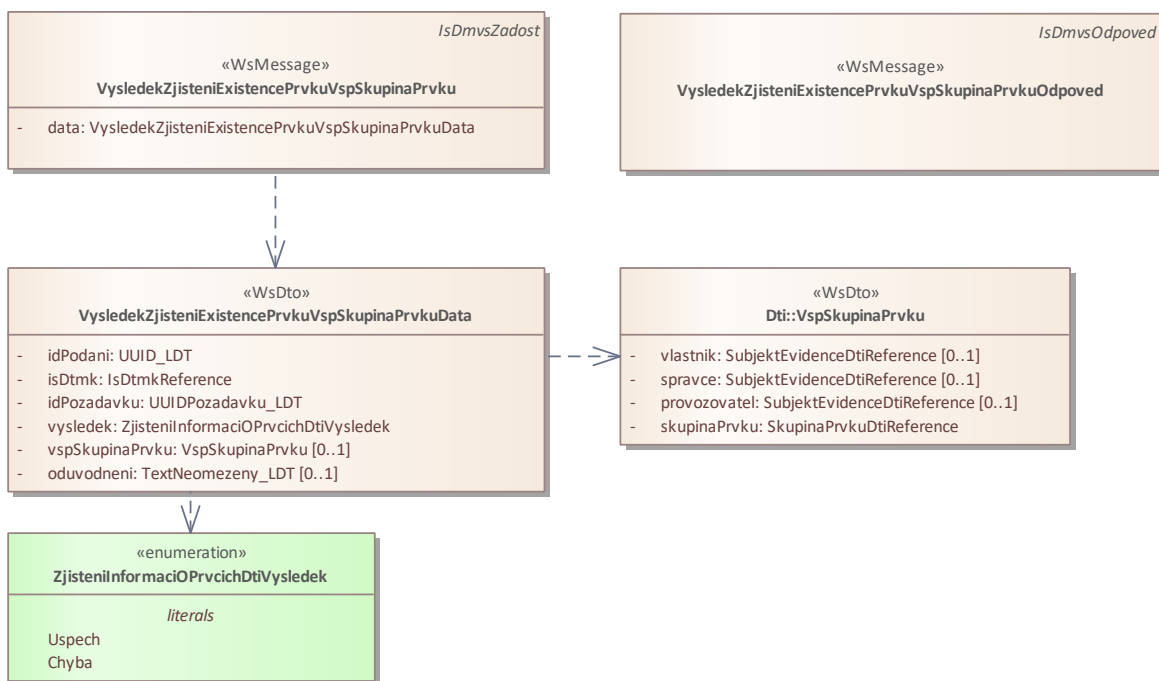 IsDmvsZadost
«WsMessage»
VysledekZjisteniExistencePrvkuVspSkupinaPrvku
- data: VysledekZjisteniExistencePrvkuVspSkupinaPrvkuData
IsDmvsOdpoved
«WsMessage»
VysledekZjisteniExistencePrvkuVspSkupinaPrvkuOdpoved
«WsDto»
VysledekZjisteniExistencePrvkuVspSkupinaPrvkuData
- idPodani: UUID_LDT
- isDtmk: IsDtmkReference
- idPozadavku: UUIDPozadavku_LDT
- vysledek: ZjisteniInformaciOPrvcichDtiVysledek
- vspSkupinaPrvku: VspSkupinaPrvku [0..1]
- oduvodneni: TextNeomezeny_LDT [0..1]
«WsDto»
Dti::VspSkupinaPrvku
- vlastnik: SubjektEvidenceDtiReference [0..1]
- spravce: SubjektEvidenceDtiReference [0..1]
- provozovatel: SubjektEvidenceDtiReference [0..1]
- skupinaPrvku: SkupinaPrvkuDtiReference
«enumeration»
ZjisteniInformaciOPrvcichDtiVysledek
literals
Uspech
Chyba